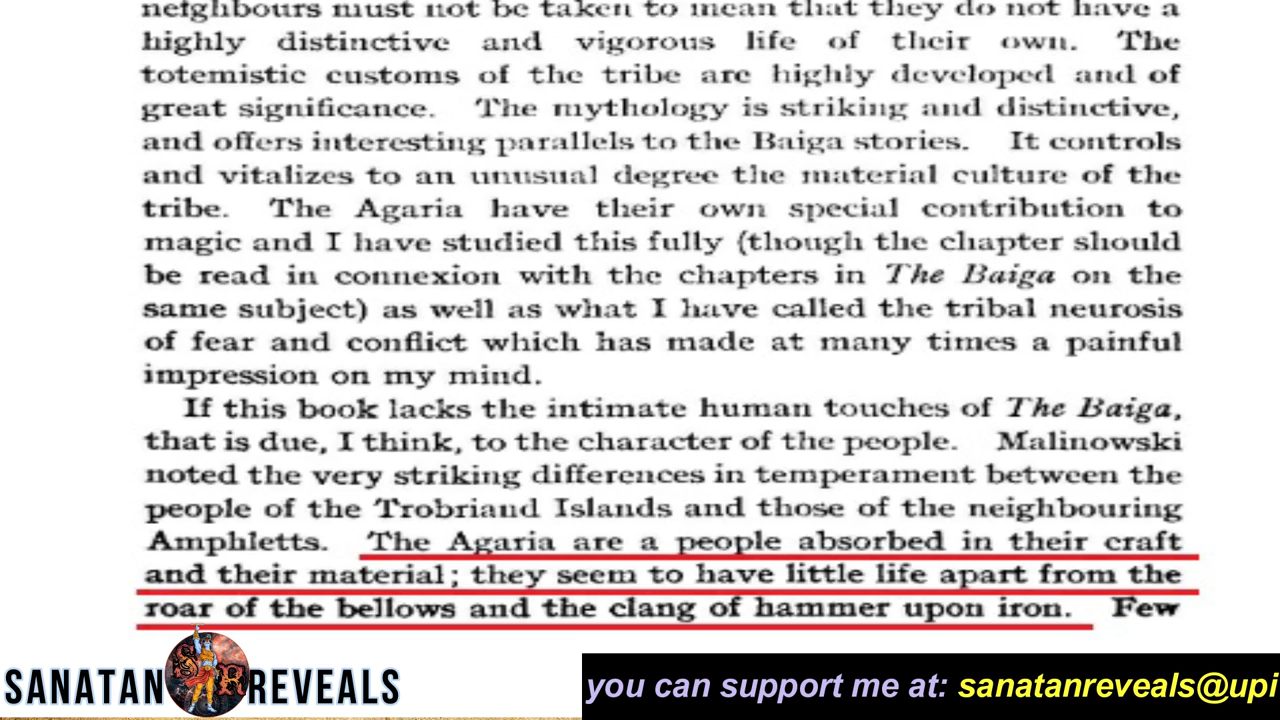 neighbours must not be taken to mean that they do not have a
highly distinctive and vigorous life of their own. The
totemistic customs of the tribe are highly developed and of
great significance. The mythology is striking and distinctive,
and offers interesting parallels to the Baiga stories. It controls
and vitalizes to an unusual degree the material culture of the
tribe. The Agaria have their own special contribution to
magic and I have studied this fully (though the chapter should
be read in connexion with the chapters in The Baiga on the
same subject) as well as what I have called the tribal neurosis
of fear and conflict which has made at many times a painful
impression on my mind.
If this book lacks the intimate human touches of The Baiga,
that is due, I think, to the character of the people. Malinowski
noted the very striking differences in temperament between the
people of the Trobriand Islands and those of the neighbouring
Amphletts. The Agaria are a people absorbed in their craft
and their material; they seem to have little life apart from the
roar of the bellows and the clang of hammer upon iron. Few
SANATAN SR REVEALS
you can support me at: sanatanreveals@upi